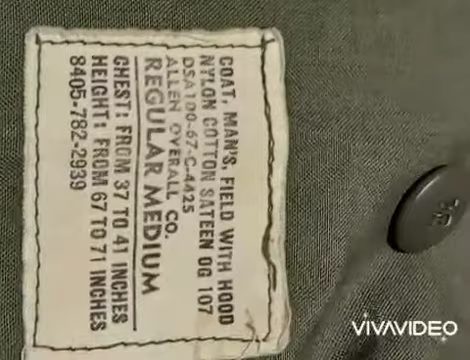 COAT, MAN'S, FIELD WITH HOOD
NYLON COTTON SATEEN OG 107
DSA100-67-C-4425
ALLEN OVERALL CO.
REGULAR MEDIUM
CHEST: FROM 37 TO 41 INCHES
HEIGHT: FROM 67 TO 71 INCHES
8405-782-2939
VIVAVIDEO